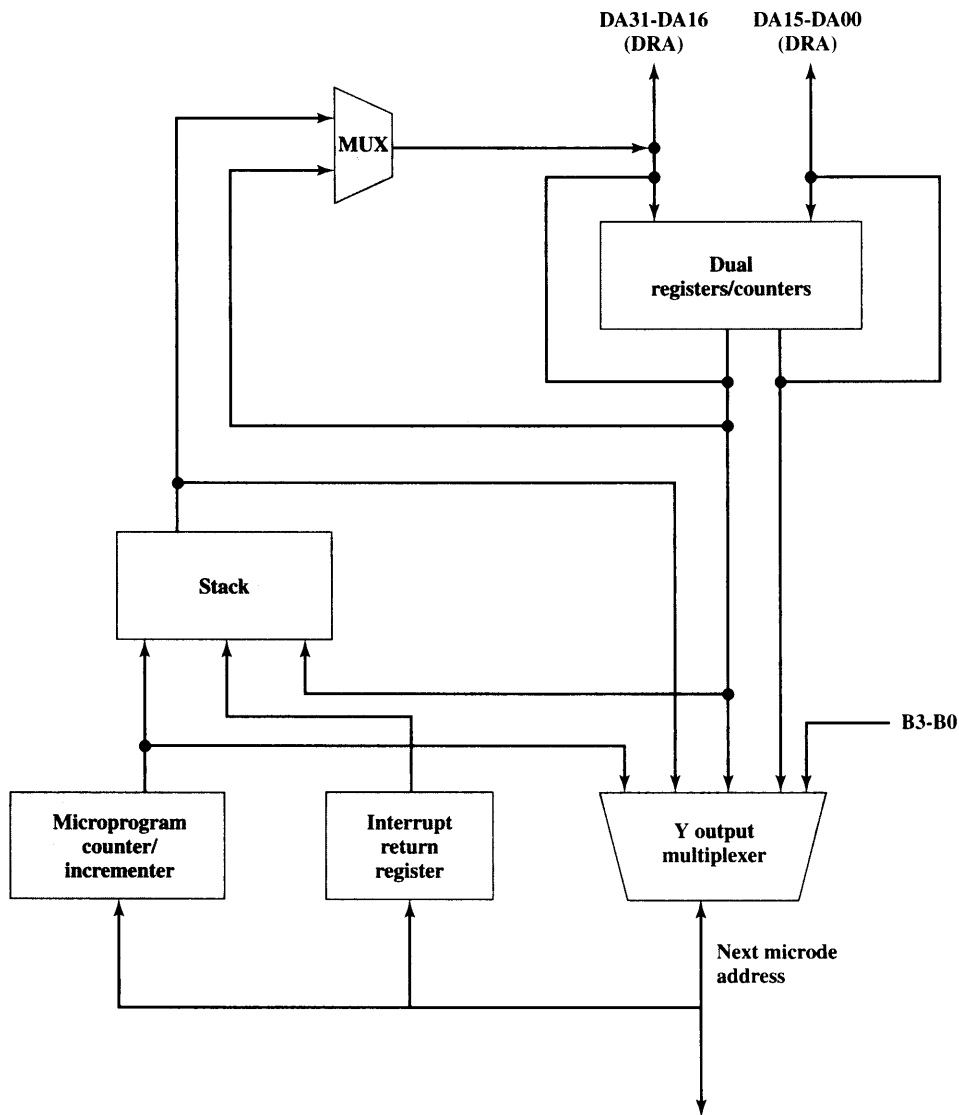 DA31-DA16
(DRA)
DA15-DA00
(DRA)
MUX
Dual
registers/counters
Stack
B3-B0
Microprogram
counter/
incrementer
Interrupt
return
register
Y output
multiplexer
Next microde
address